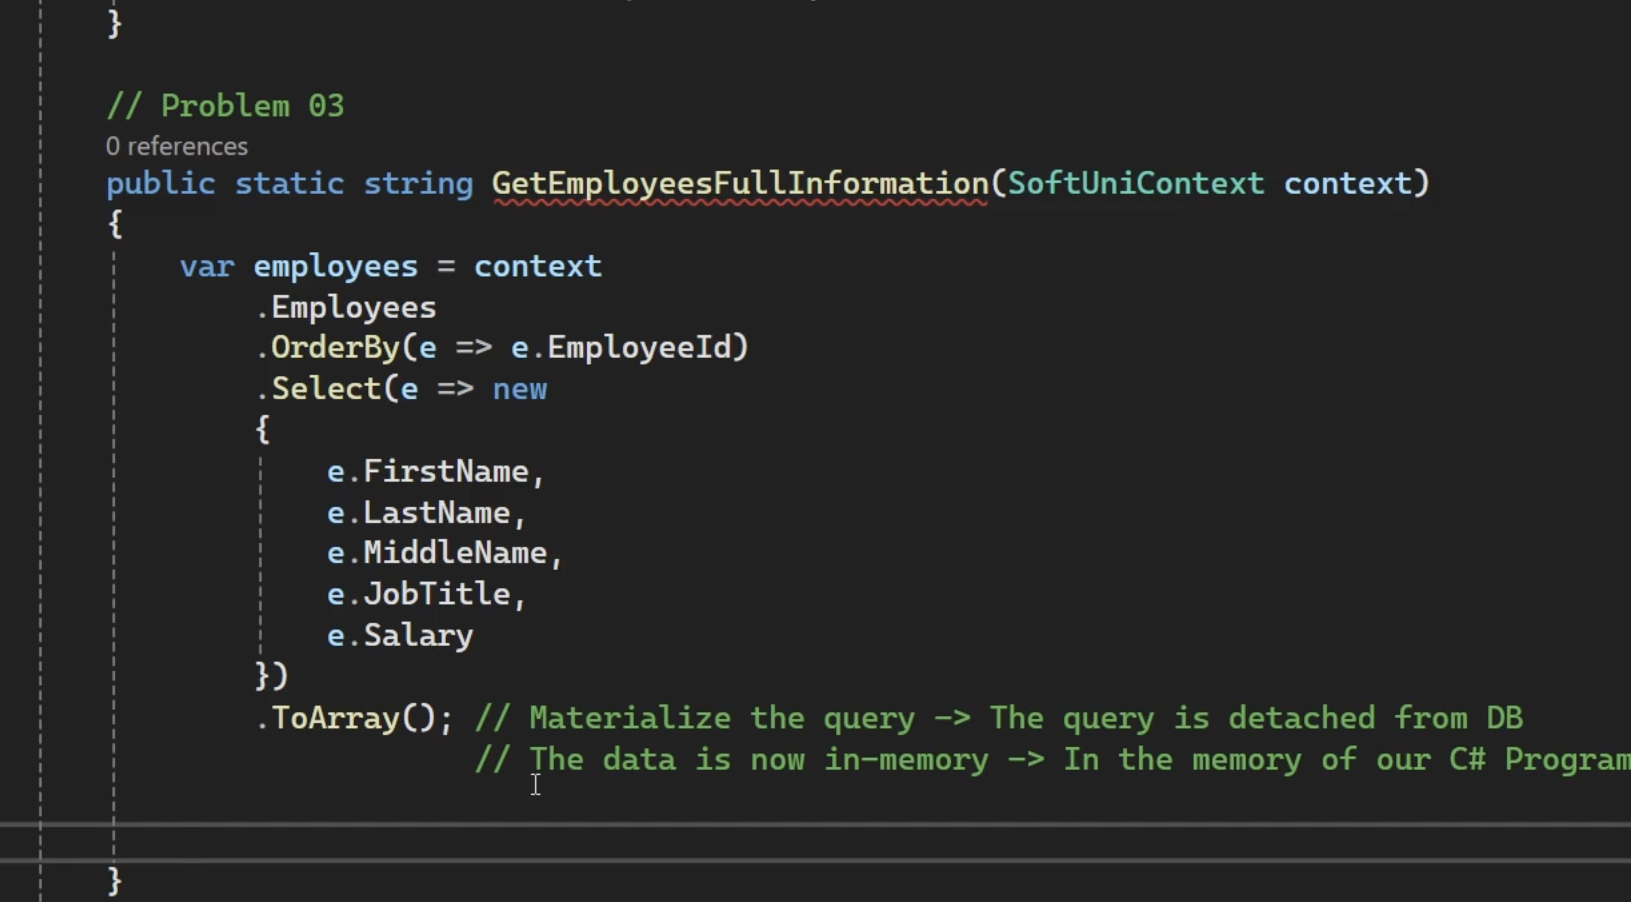 }
// Problem 03
0 references
public static string GetEmployeesFullInformation(SoftUniContext context)
{
var employees = context
.Employees
.OrderBy(e => e.EmployeeId)
.Select(e => new
{
e.FirstName,
e.LastName,
e.MiddleName,
e.JobTitle,
e.Salary
})
.ToArray(); // Materialize the query -> The query is detached from DB
// The data is now in-memory -> In the memory of our C# Program
}